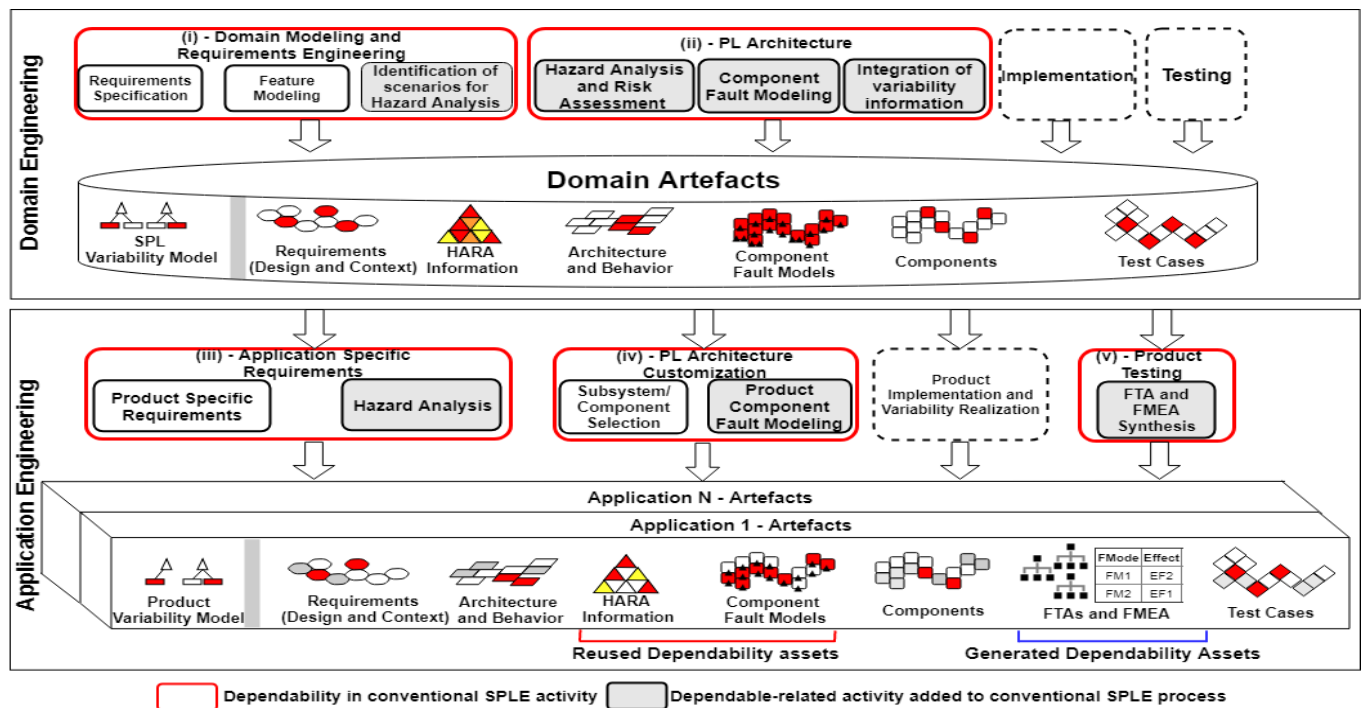 Domain Engineering
(i) - Domain Modeling and
Requirements Engineering
Requirements
Specification
Feature
Modeling
Identification of
scenarios for
Hazard Analysis
(ii) - PL Architecture
Hazard Analysis
and Risk
Assessment
Component
Fault Modeling
Integration of
variability
information
Implementation
Testing
Domain Artefacts
SPL
Variability Model
Requirements
(Design and Context)
HARA
Information
Architecture
and Behavior
Component
Fault Models
Components
Test Cases
Application Engineering
(iii) - Application Specific
Requirements
Product Specific
Requirements
Hazard Analysis
(iv) - PL Architecture
Customization
Subsystem/
Component
Selection
Product
Component
Fault Modeling
Product
Implementation and
Variability Realization
(v) - Product
Testing
FTA and
FMEA
Synthesis
Application N - Artefacts
Application 1 - Artefacts
Product
Variability Model
Requirements
(Design and Context)
Architecture
and Behavior
HARA
Information
Component
Fault Models
Components
FMode Effect
FM1 EF2
FM2 EF1
FTAs and FMEA
Test Cases
Reused Dependability assets
Generated Dependability Assets
Dependability in conventional SPLE activity
Dependable-related activity added to conventional SPLE process